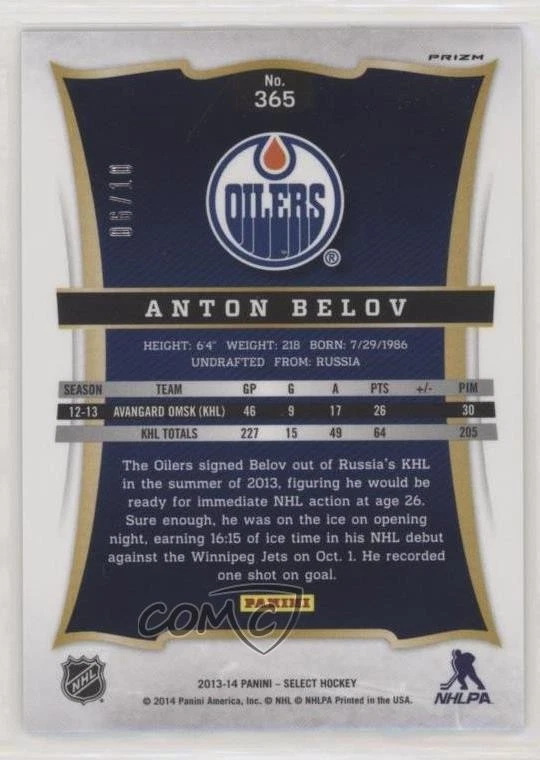 PRIZM
No.
365
06/10
OILERS
®
ANTON BELOV
HEIGHT: 6'4" WEIGHT: 218 BORN: 7/29/1986
UNDRAFTED FROM: RUSSIA
SEASON TEAM GP G A PTS +/- PIM
12-13 AVANGARD OMSK (KHL) 46 9 17 26 30
KHL TOTALS 227 15 49 64 205
The Oilers signed Belov out of Russia's KHL
in the summer of 2013, figuring he would be
ready for immediate NHL action at age 26.
Sure enough, he was on the ice on opening
night, earning 16:15 of ice time in his NHL debut
against the Winnipeg Jets on Oct. 1. He recorded
one shot on goal.
PANINI
COMC
NHL
2013-14 PANINI – SELECT HOCKEY
© 2014 Panini America, Inc. © NHL © NHLPA Printed in the USA.
NHLPA